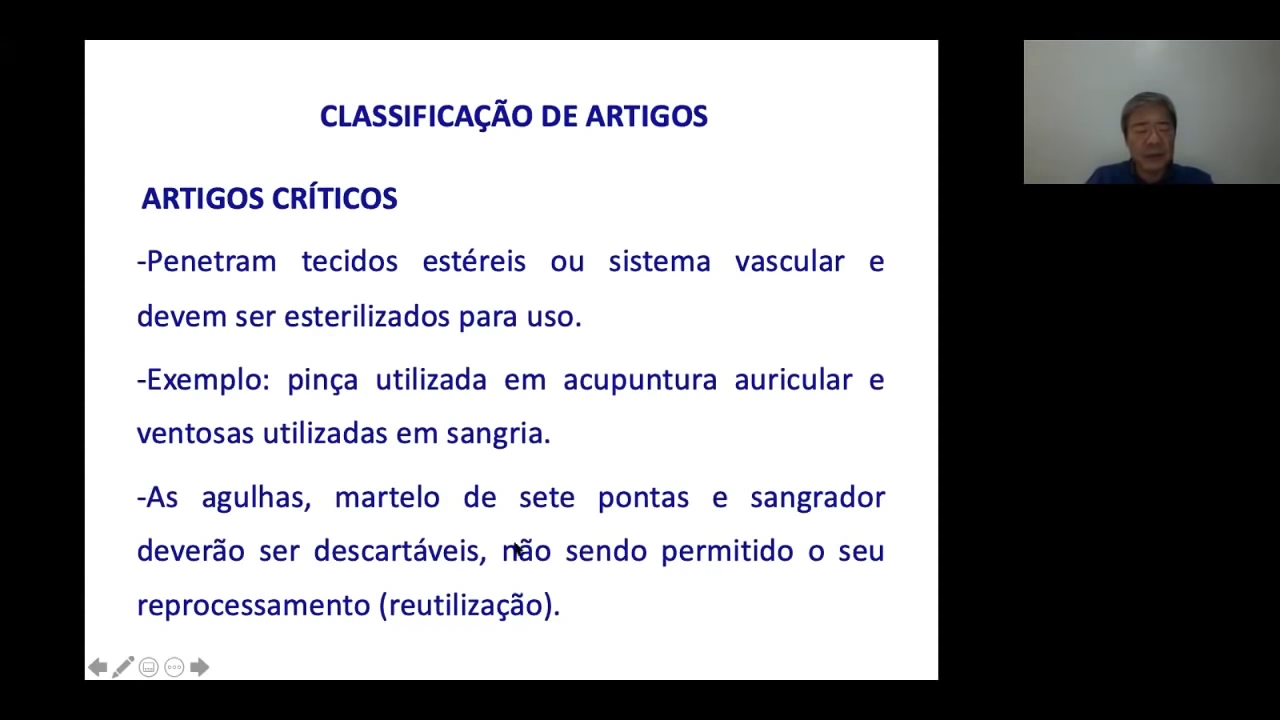 CLASSIFICAÇÃO DE ARTIGOS
ARTIGOS CRÍTICOS
-Penetram tecidos estéreis ou sistema vascular e
devem ser esterilizados para uso.
-Exemplo: pinça utilizada em acupuntura auricular e
ventosas utilizadas em sangria.
-As agulhas, martelo de sete pontas e sangrador
deverão ser descartáveis, não sendo permitido o seu
reprocessamento (reutilização).